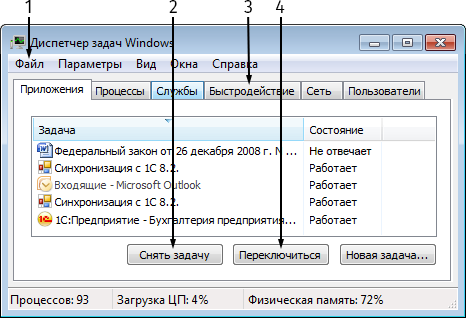 1 2 3 4
Диспетчер задач Windows
Файл Параметры Вид Окна Справка
Приложения Процессы Службы Быстродействие Сеть Пользователи
Задача Состояние
Федеральный закон от 26 декабря 2008 г. N ... Не отвечает
Синхронизация с 1С 8.2. Работает
Входящие - Microsoft Outlook Работает
Синхронизация с 1С 8.2. Работает
1С:Предприятие - Бухгалтерия предприятия... Работает
Снять задачу Переключиться Новая задача...
Процессов: 93 Загрузка ЦП: 4% Физическая память: 72%